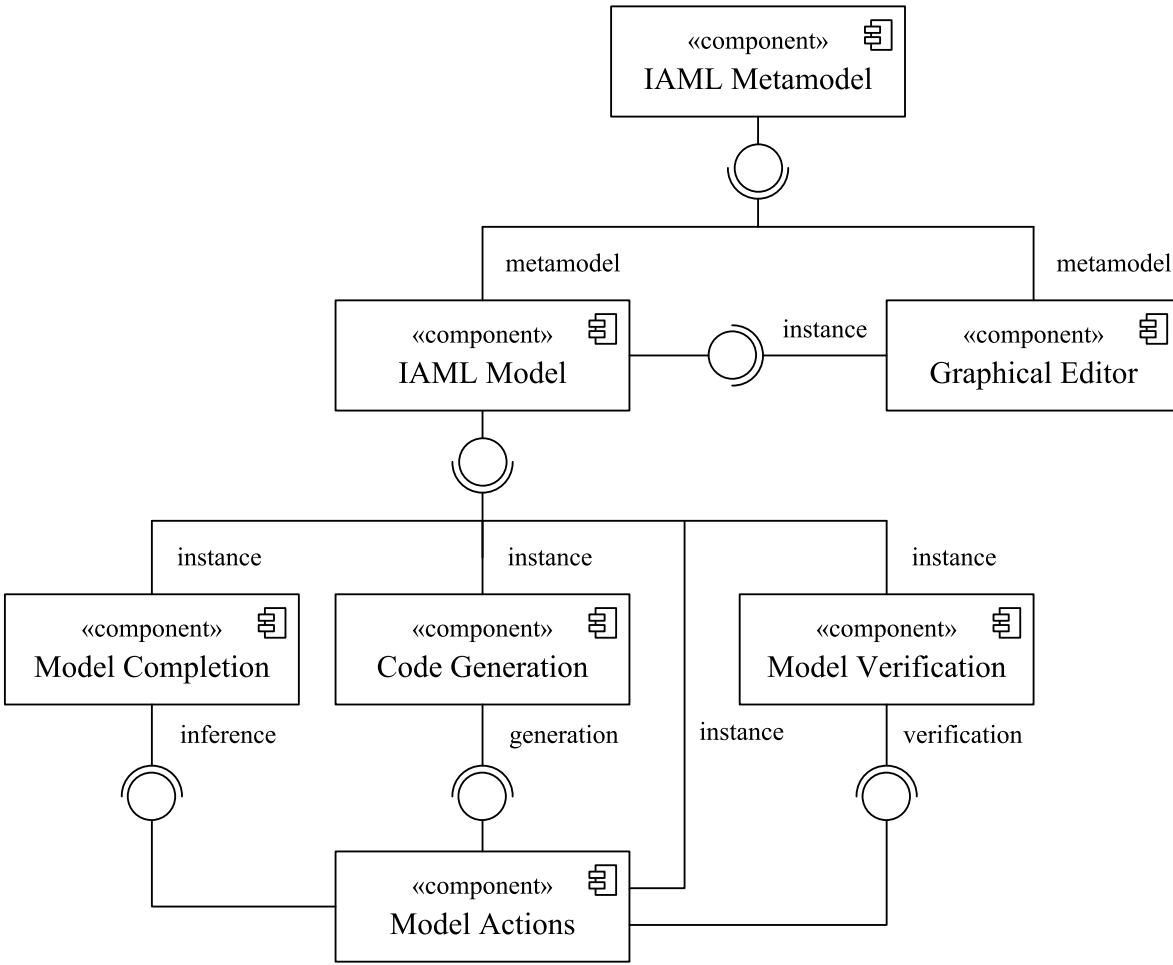 «component»
IAML Metamodel
metamodel
metamodel
«component»
IAML Model
instance
«component»
Graphical Editor
instance
instance
instance
«component»
Model Completion
«component»
Code Generation
«component»
Model Verification
inference
generation
instance
verification
«component»
Model Actions